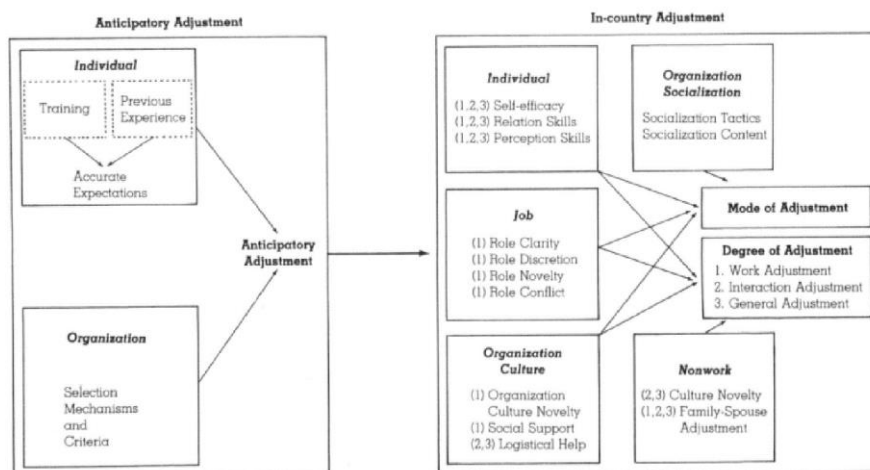 Anticipatory Adjustment
Individual
Training
Previous
Experience
Accurate
Expectations
Anticipatory
Adjustment
Organization
Selection
Mechanisms
and
Criteria
In-country Adjustment
Individual
(1,2,3) Self-efficacy
(1,2,3) Relation Skills
(1,2,3) Perception Skills
Organization
Socialization
Socialization Tactics
Socialization Content
Job
(1) Role Clarity
(1) Role Discretion
(1) Role Novelty
(1) Role Conflict
Mode of Adjustment
Degree of Adjustment
1. Work Adjustment
2. Interaction Adjustment
3. General Adjustment
Organization
Culture
(1) Organization
Culture Novelty
(1) Social Support
(2,3) Logistical Help
Nonwork
(2,3) Culture Novelty
(1,2,3) Family-Spouse
Adjustment